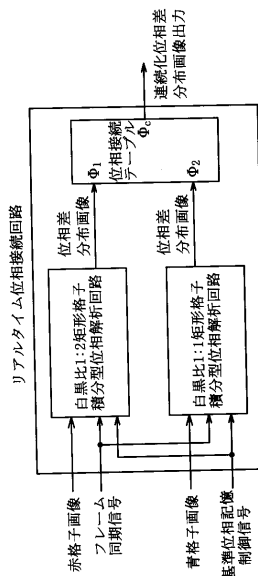 リアルタイム位相接続回路
赤格子画像
フレーム
同期信号
青格子画像
基準位相記憶
制御信号
白黒比1:2矩形格子
積分型位相解析回路
白黒比1:1矩形格子
積分型位相解析回路
位相差
分布画像
位相差
分布画像
Φ1
位相接続
テーブル
Φc
Φ2
連続化位相差
分布画像出力